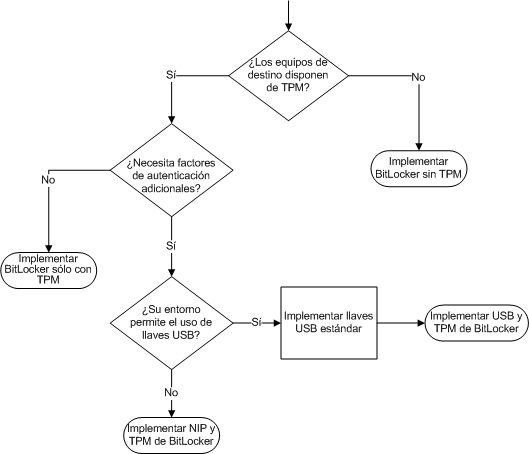 ¿Los equipos de
destino disponen
de TPM?
Sí
No
¿Necesita factores
de autenticación
adicionales?
Implementar
BitLocker sin TPM
No
Sí
Implementar
BitLocker sólo con
TPM
¿Su entorno
permite el uso de
llaves USB?
Sí
Implementar llaves
USB estándar
Implementar USB y
TPM de BitLocker
No
Implementar NIP y
TPM de BitLocker